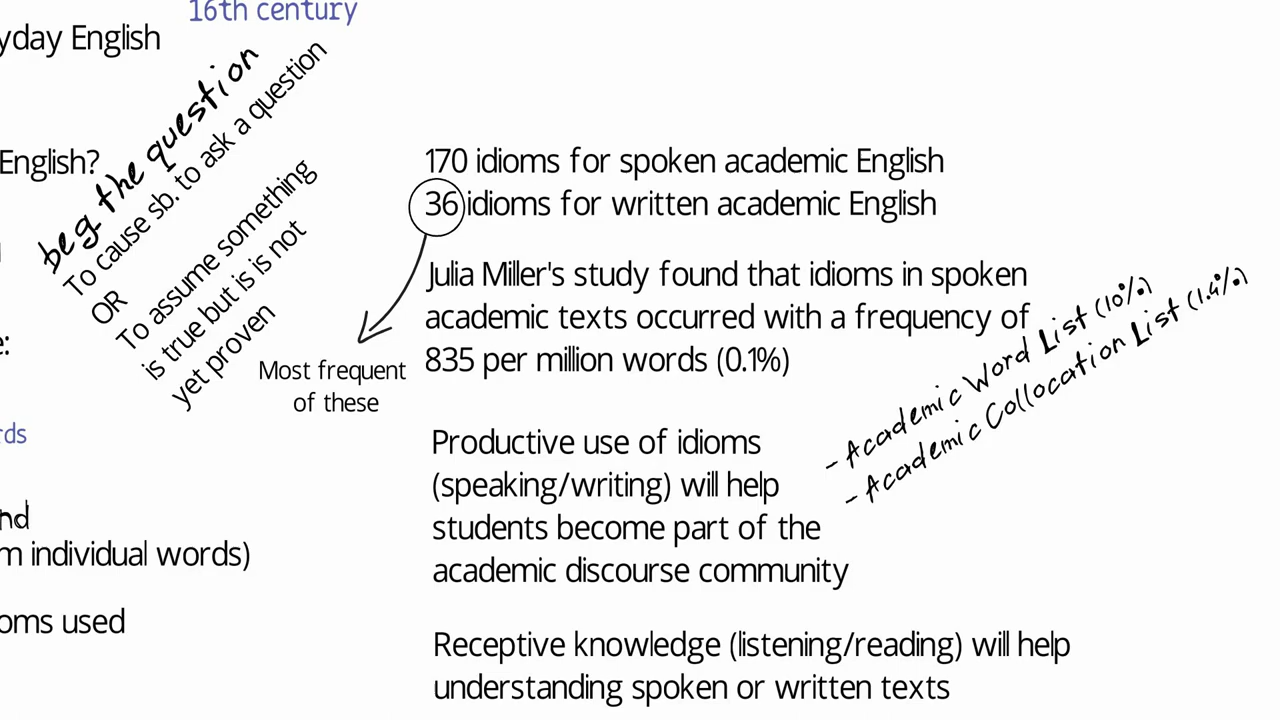 16th century
yday English
beg the question
To cause sb. to ask a question
OR
To assume something
is true but is is not
yet proven
English?
e:
rds
nd
m individual words)
oms used
170 idioms for spoken academic English
36 idioms for written academic English
Most frequent
of these
Julia Miller's study found that idioms in spoken
academic texts occurred with a frequency of
835 per million words (0.1%)
- Academic Word List (10%)
- Academic Collocation List (1.4%)
Productive use of idioms
(speaking/writing) will help
students become part of the
academic discourse community
Receptive knowledge (listening/reading) will help
understanding spoken or written texts